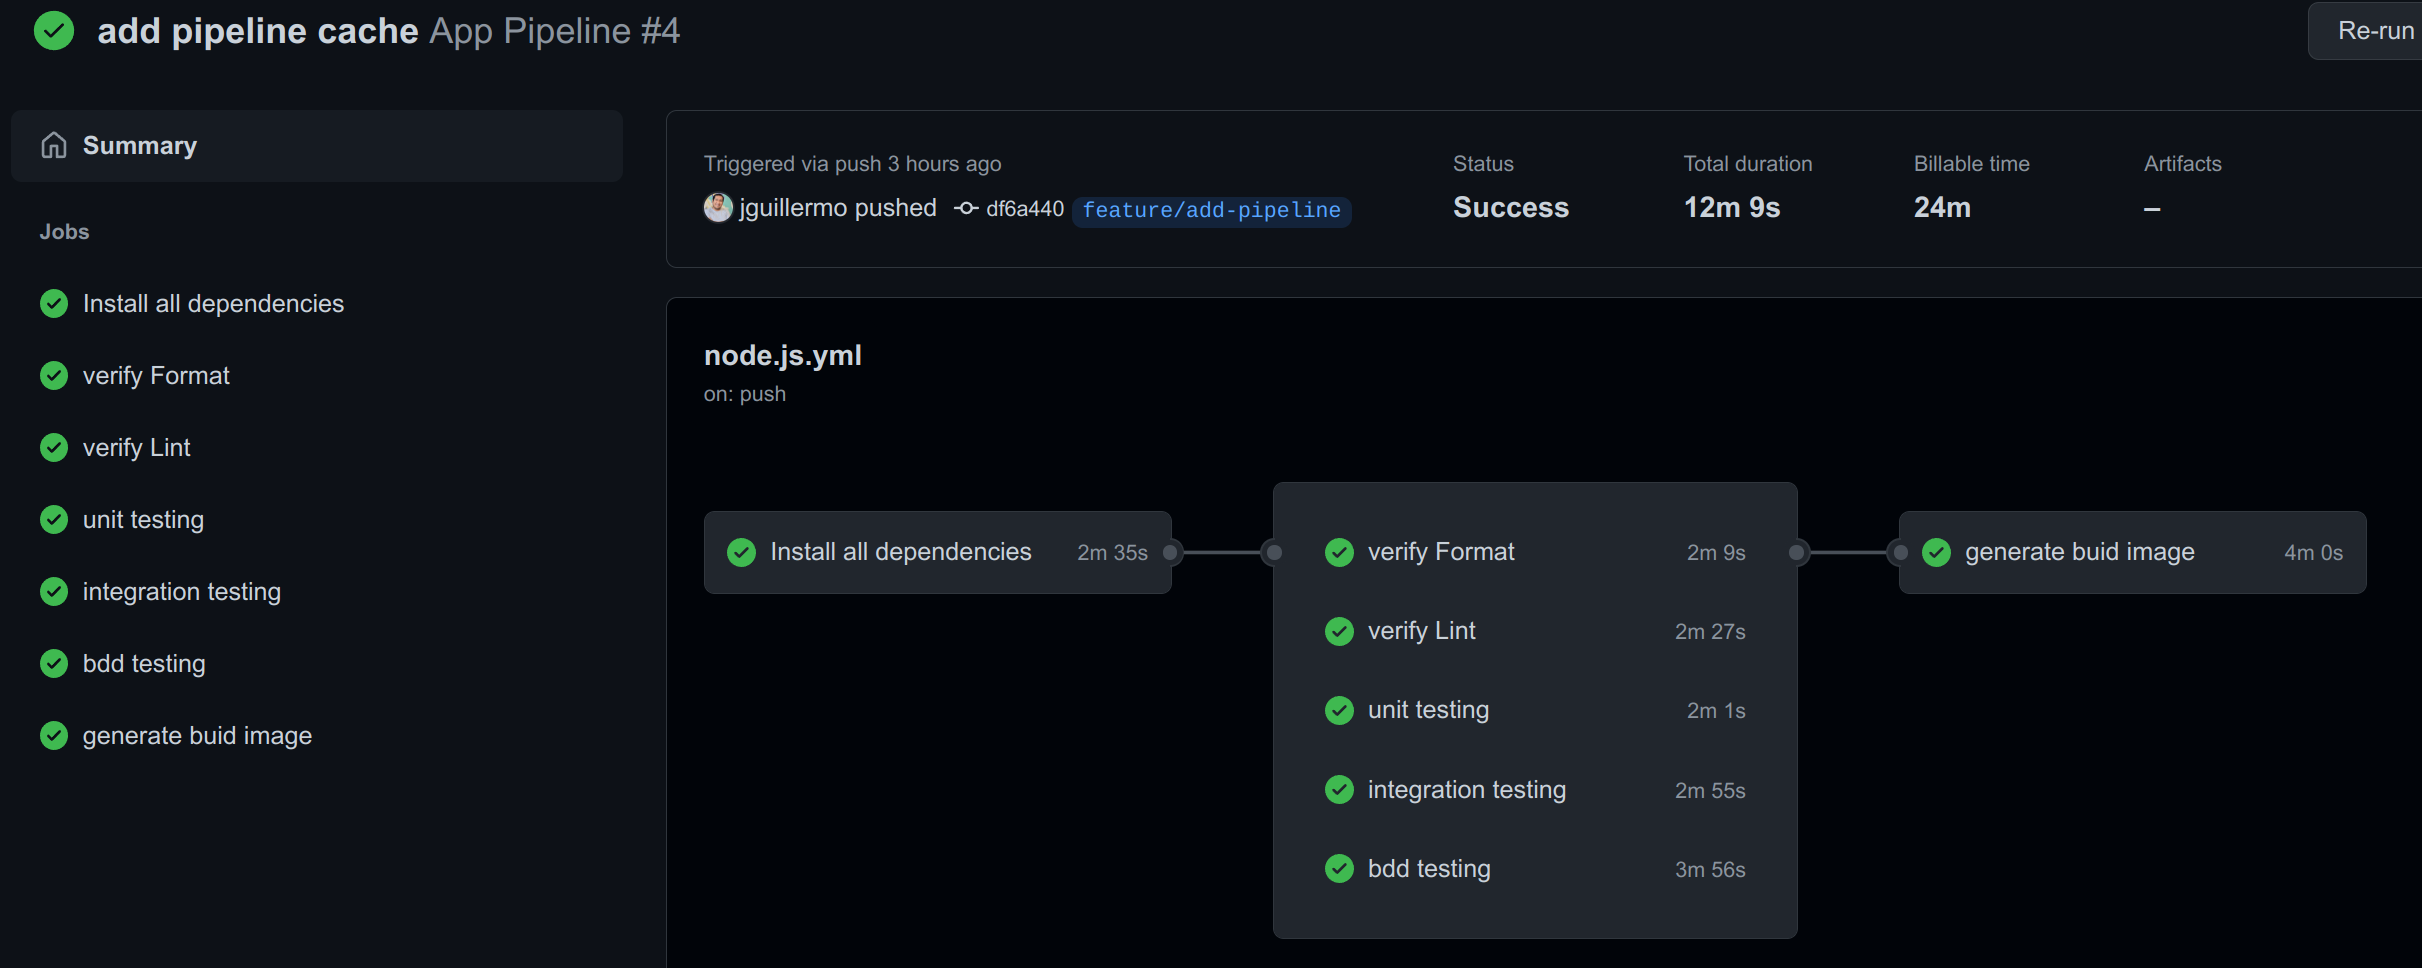 add pipeline cache App Pipeline #4
Re-run
Summary
Jobs
Install all dependencies
verify Format
verify Lint
unit testing
integration testing
bdd testing
generate buid image
Triggered via push 3 hours ago
jguillermo pushed df6a440 feature/add-pipeline
Status
Success
Total duration
12m 9s
Billable time
24m
Artifacts
–
node.js.yml
on: push
Install all dependencies 2m 35s
verify Format 2m 9s
verify Lint 2m 27s
unit testing 2m 1s
integration testing 2m 55s
bdd testing 3m 56s
generate buid image 4m 0s